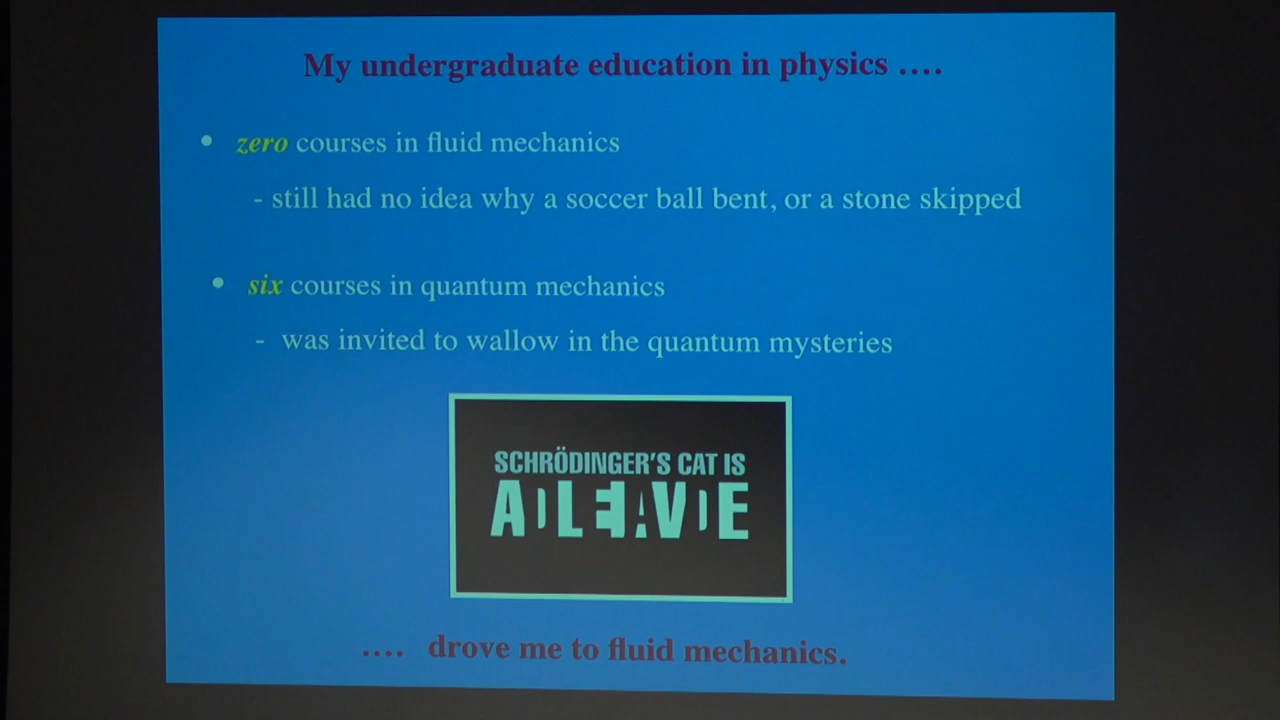 My undergraduate education in physics ....
• zero courses in fluid mechanics
- still had no idea why a soccer ball bent, or a stone skipped
• six courses in quantum mechanics
- was invited to wallow in the quantum mysteries
SCHRÖDINGER'S CAT IS
ADLEAVDE
.... drove me to fluid mechanics.